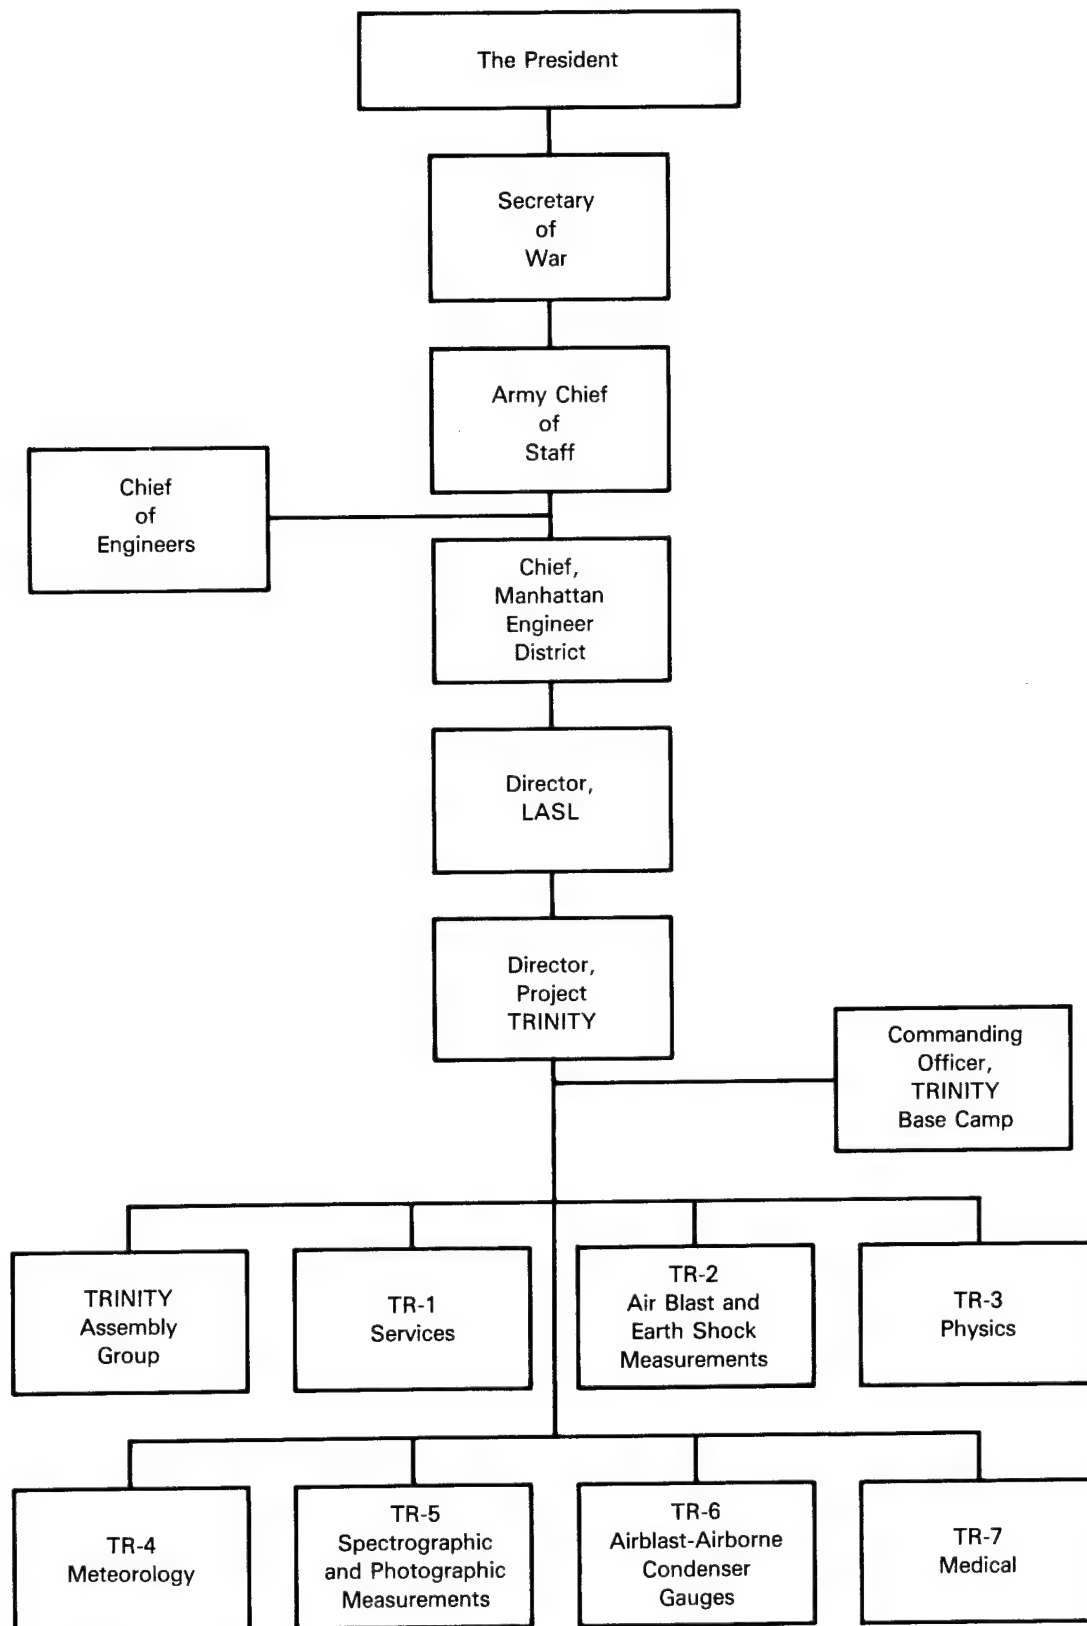 The President
Secretary
of
War
Army Chief
of
Staff
Chief
of
Engineers
Chief,
Manhattan
Engineer
District
Director,
LASL
Director,
Project
TRINITY
Commanding
Officer,
TRINITY
Base Camp
TRINITY
Assembly
Group
TR-1
Services
TR-2
Air Blast and
Earth Shock
Measurements
TR-3
Physics
TR-4
Meteorology
TR-5
Spectrographic
and Photographic
Measurements
TR-6
Airblast-Airborne
Condenser
Gauges
TR-7
Medical